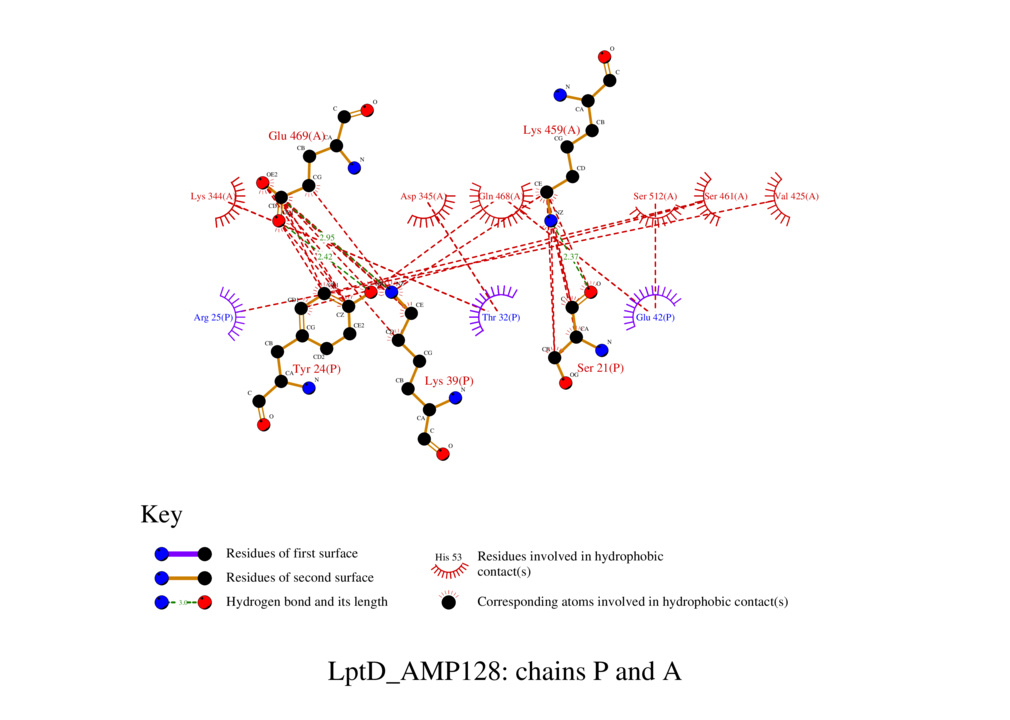 O
C
N
CA
CB
CG
Lys 459(A)
CD
CE
NZ
O
C
Glu 469(A)
CA
CB
N
CG
OE2
CD
Lys 344(A)
Asp 345(A)
Gln 468(A)
Ser 512(A)
Ser 461(A)
Val 425(A)
2.95
2.42
2.37
O
C
CA
N
CB
OG
Ser 21(P)
Arg 25(P)
Thr 32(P)
Glu 42(P)
CZ
CE2
CG
CD2
CB
CA
N
C
O
Tyr 24(P)
CE
CG
CB
N
CA
C
O
Lys 39(P)
Key
Residues of first surface
Residues of second surface
3.0
Hydrogen bond and its length
His 53
Residues involved in hydrophobic
contact(s)
Corresponding atoms involved in hydrophobic contact(s)
LptD_AMP128: chains P and A